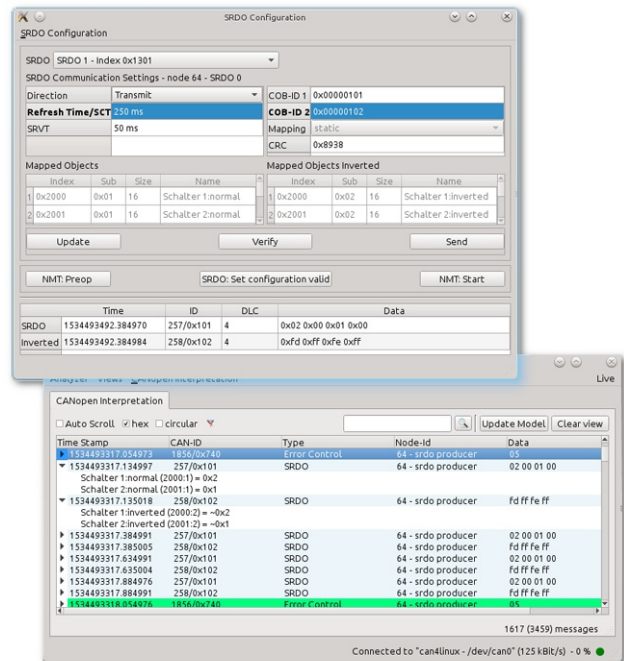 SRDO Configuration
SRDO Configuration
SRDO SRDO 1 - Index 0x1301
SRDO Communication Settings - node 64 - SRDO 0
Direction Transmit COB-ID 1 0x00000101
Refresh Time/SCT 250 ms COB-ID 2 0x00000102
SRVT 50 ms Mapping static
CRC 0x8938
Mapped Objects Mapped Objects Inverted
Index Sub Size Name Index Sub Size Name
1 0x2000 0x01 16 Schalter 1:normal 1 0x2000 0x02 16 Schalter 1:inverted
2 0x2001 0x01 16 Schalter 2:normal 2 0x2001 0x02 16 Schalter 2:inverted
Update Verify Send
NMT: Preop SRDO: Set configuration valid NMT: Start
Time ID DLC Data
SRDO 1534493492.384970 257/0x101 4 0x02 0x00 0x01 0x00
Inverted 1534493492.384984 258/0x102 4 0xfd 0xff 0xfe 0xff
Analyzer Views CANopen Interpretation Live
CANopen Interpretation
Auto Scroll hex circular Update Model Clear view
Time Stamp CAN-ID Type Node-Id Data
1534493317.054973 1856/0x740 Error Control 64 - srdo producer 05
1534493317.134997 257/0x101 SRDO 64 - srdo producer 02 00 01 00
Schalter 1:normal (2000:1) = 0x2
Schalter 2:normal (2001:1) = 0x1
1534493317.135018 258/0x102 SRDO 64 - srdo producer fd ff fe ff
Schalter 1:inverted (2000:2) = ~0x2
Schalter 2:inverted (2001:2) = ~0x1
1534493317.384991 257/0x101 SRDO 64 - srdo producer 02 00 01 00
1534493317.385005 258/0x102 SRDO 64 - srdo producer fd ff fe ff
1534493317.634991 257/0x101 SRDO 64 - srdo producer 02 00 01 00
1534493317.635004 258/0x102 SRDO 64 - srdo producer fd ff fe ff
1534493317.884976 257/0x101 SRDO 64 - srdo producer 02 00 01 00
1534493317.884991 258/0x102 SRDO 64 - srdo producer fd ff fe ff
1534493318.054976 1856/0x740 Error Control 64 - srdo producer 05
1617 (3459) messages
Connected to "can4linux - /dev/can0" (125 kBit/s) - 0 %